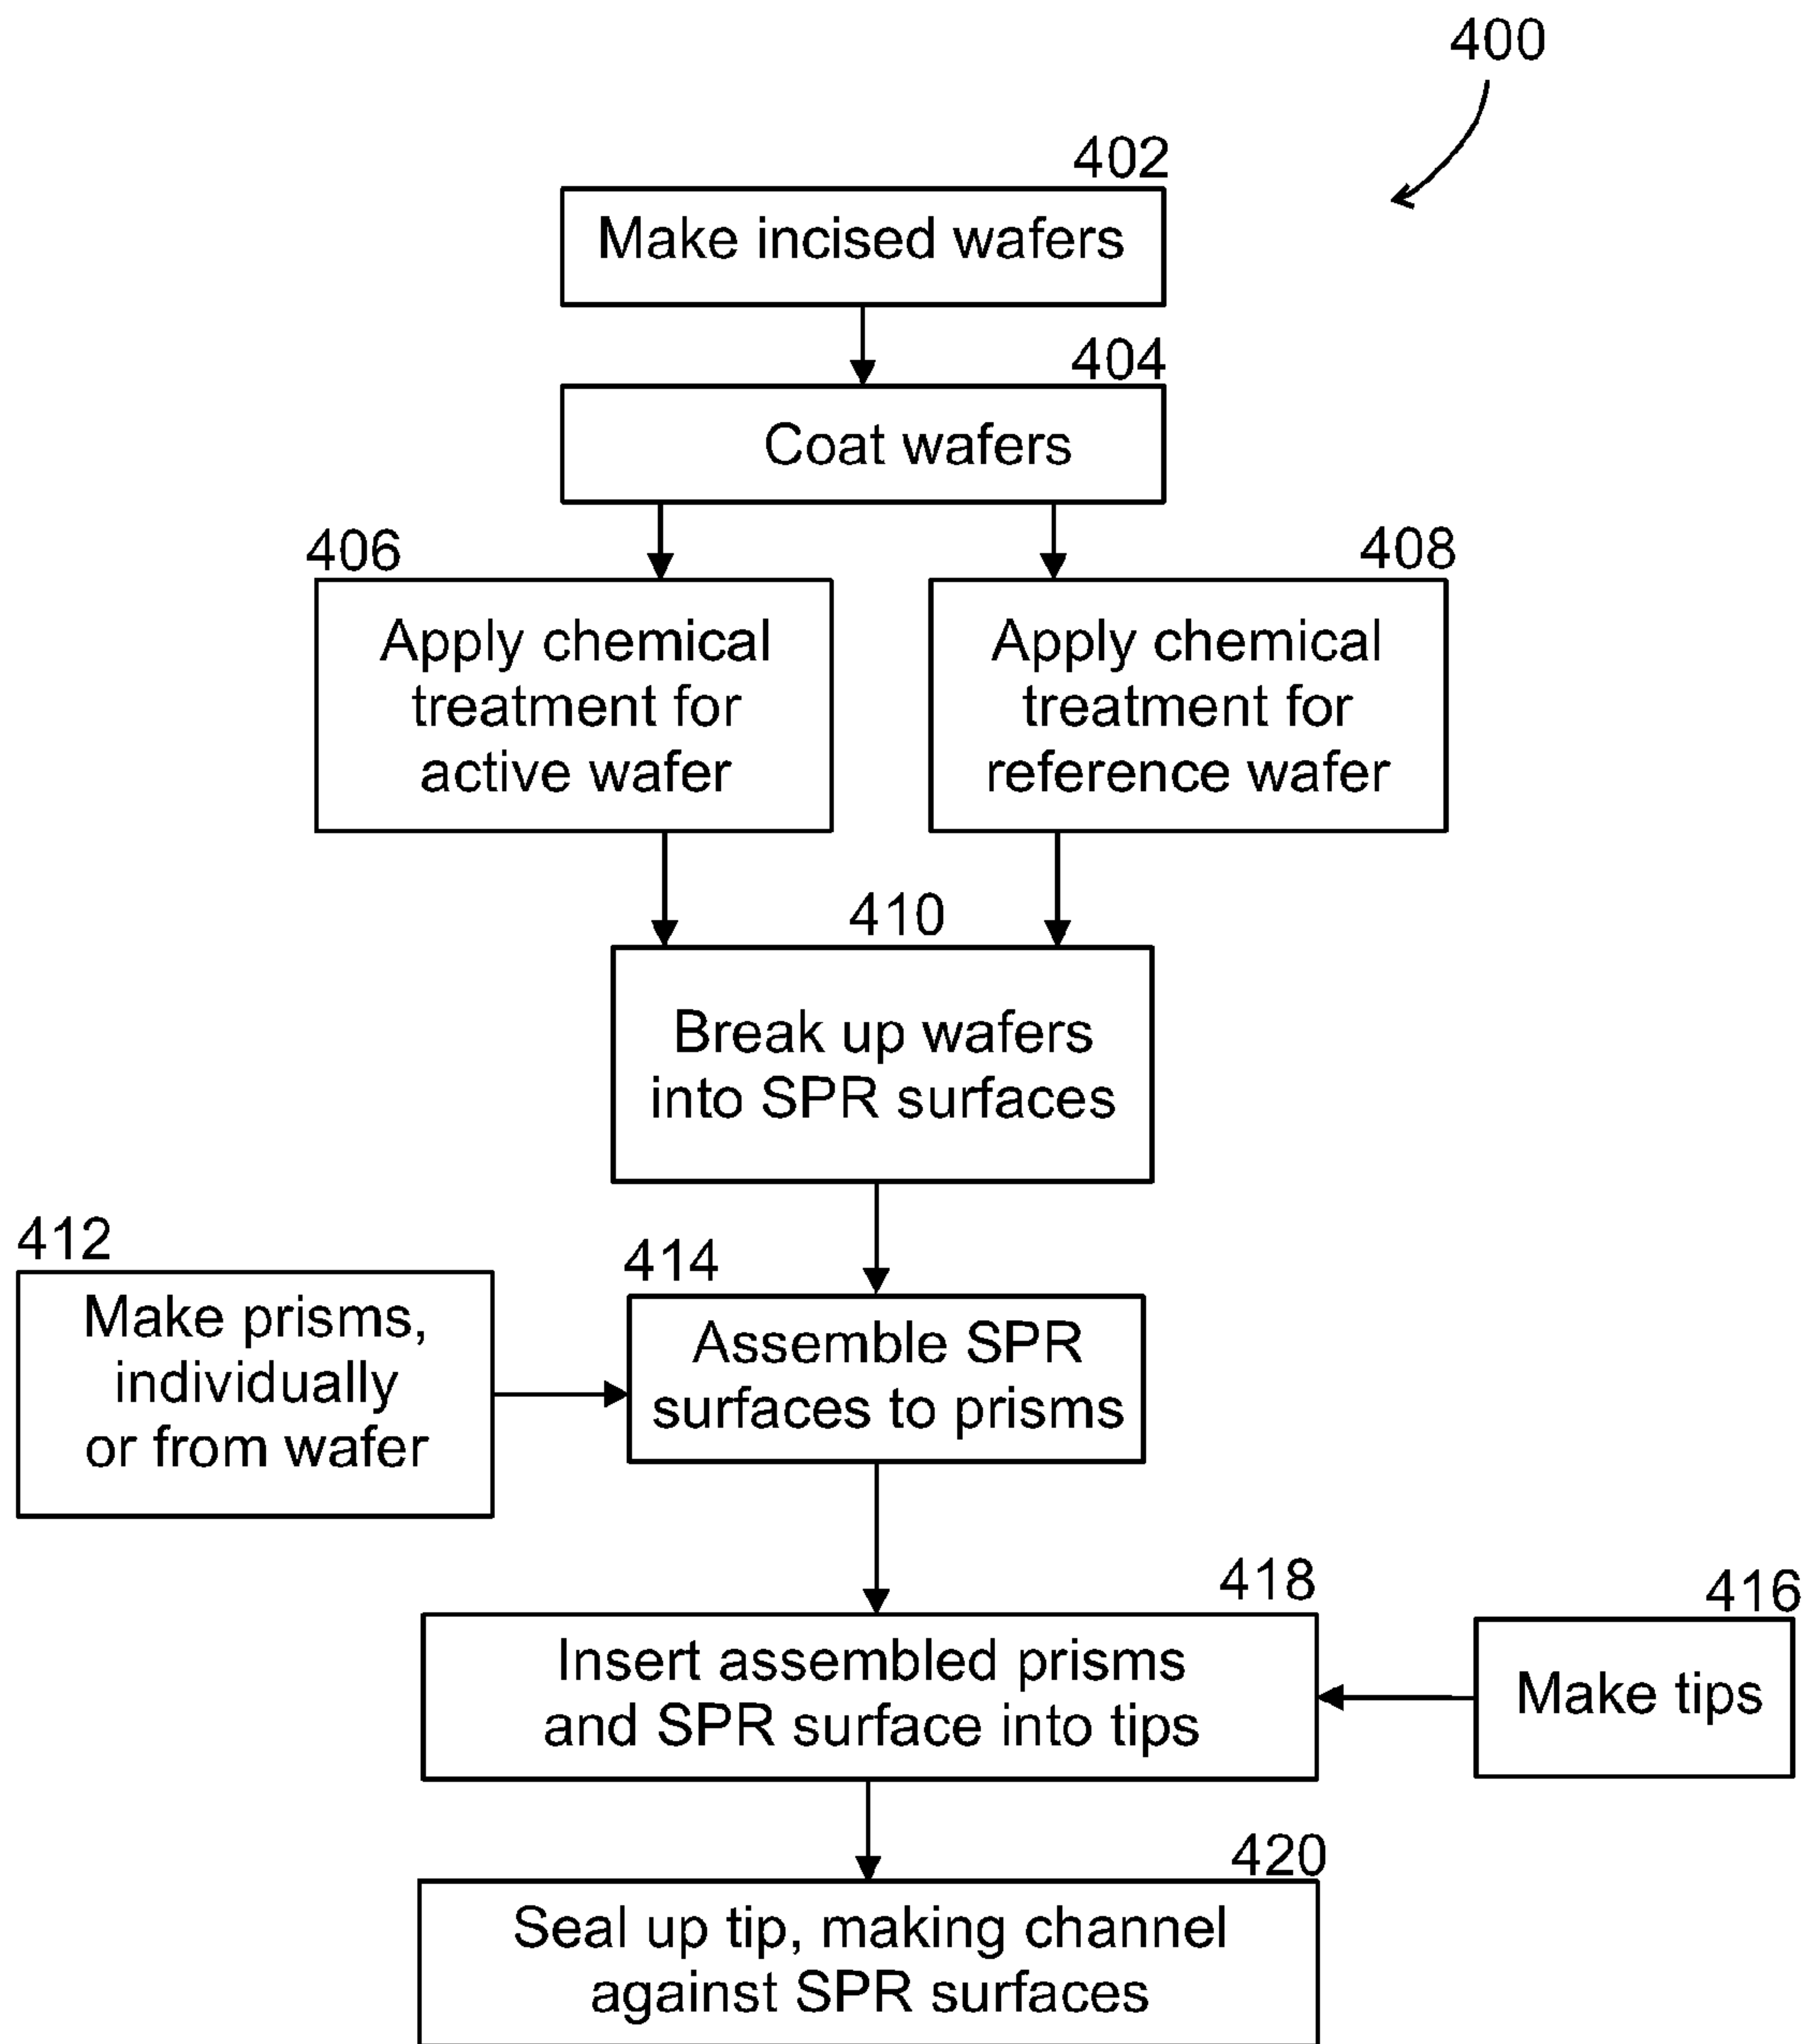 400
402
Make incised wafers
404
Coat wafers
406
Apply chemical
treatment for
active wafer
408
Apply chemical
treatment for
reference wafer
410
Break up wafers
into SPR surfaces
412
Make prisms,
individually
or from wafer
414
Assemble SPR
surfaces to prisms
418
Insert assembled prisms
and SPR surface into tips
416
Make tips
420
Seal up tip, making channel
against SPR surfaces